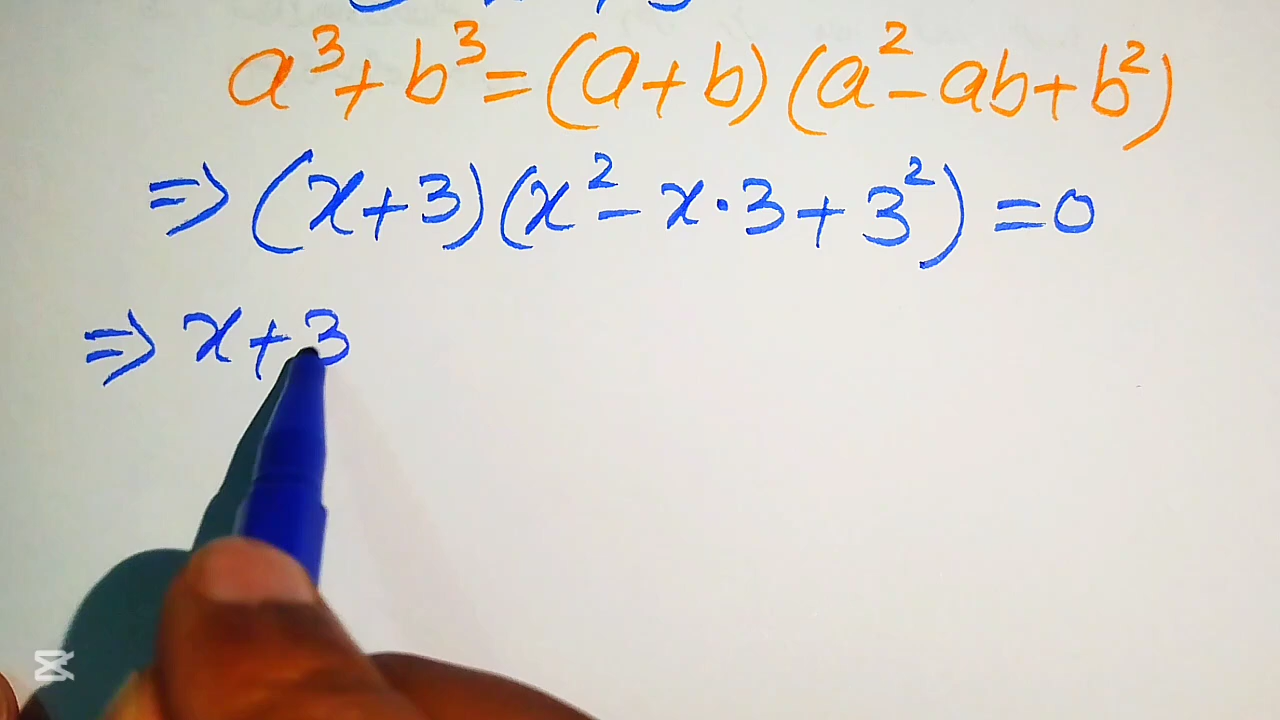 a³+b³=(a+b)(a²-ab+b²)
⇒(x+3)(x²-x·3+3²)=0
⇒x+3